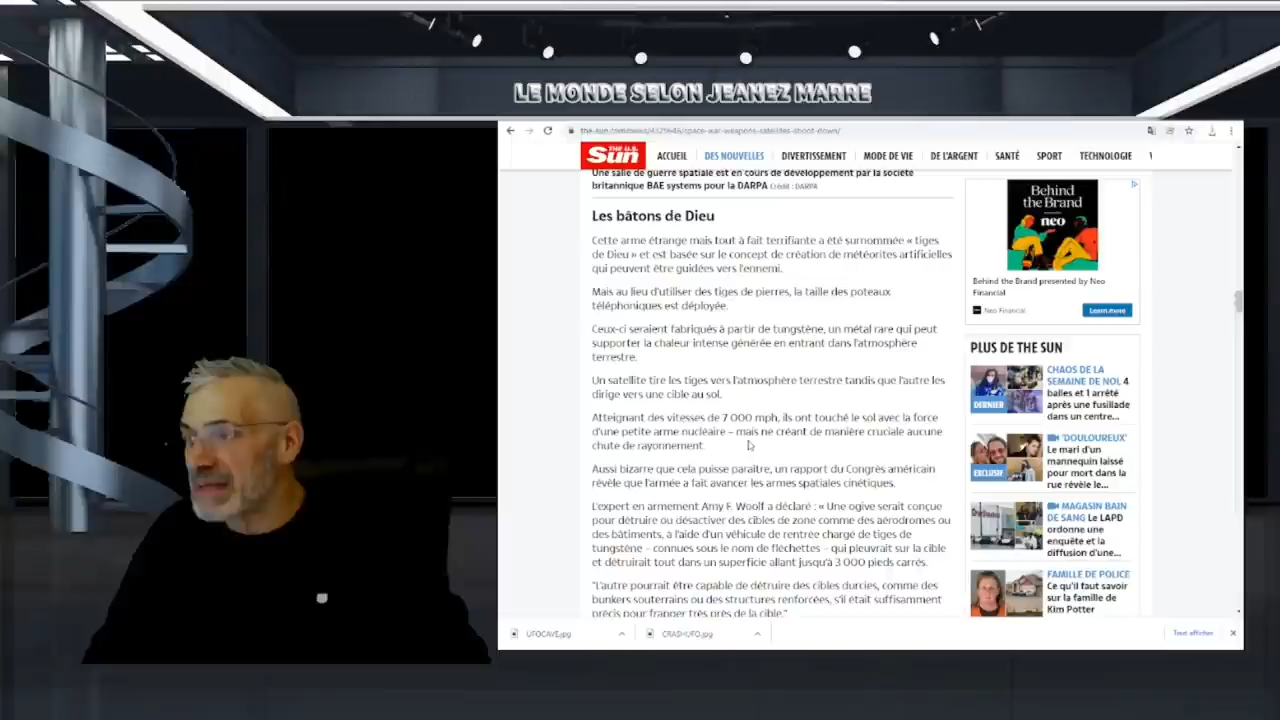 LE MONDE SELON JEANEZ MARRE
the-sun.com/news/4329646/space-war-weapons-satellites-shoot-down/
THE U.S.
Sun
ACCUEIL DES NOUVELLES DIVERTISSEMENT MODE DE VIE DE L'ARGENT SANTÉ SPORT TECHNOLOGIE
Une salle de guerre spatiale est en cours de développement par la société
britannique BAE systems pour la DARPA Crédit : DARPA
Les bâtons de Dieu
Cette arme étrange mais tout à fait terrifiante a été surnommée « tiges
de Dieu » et est basée sur le concept de création de météorites artificielles
qui peuvent être guidées vers l'ennemi.
Mais au lieu d'utiliser des tiges de pierres, la taille des poteaux
téléphoniques est déployée.
Ceux-ci seraient fabriqués à partir de tungstène, un métal rare qui peut
supporter la chaleur intense générée en entrant dans l'atmosphère
terrestre.
Un satellite tire les tiges vers l'atmosphère terrestre tandis que l'autre les
dirige vers une cible au sol.
Atteignant des vitesses de 7 000 mph, ils ont touché le sol avec la force
d'une petite arme nucléaire – mais ne créant de manière cruciale aucune
chute de rayonnement.
Aussi bizarre que cela puisse paraître, un rapport du Congrès américain
révèle que l'armée a fait avancer les armes spatiales cinétiques.
L'expert en armement Amy F. Woolf a déclaré : « Une ogive serait conçue
pour détruire ou désactiver des cibles de zone comme des aérodromes ou
des bâtiments, à l'aide d'un véhicule de rentrée chargé de tiges de
tungstène – connues sous le nom de fléchettes – qui pleuvrait sur la cible
et détruirait tout dans un superficie allant jusqu'à 3 000 pieds carrés.
"L'autre pourrait être capable de détruire des cibles durcies, comme des
bunkers souterrains ou des structures renforcées, s'il était suffisamment
précis pour frapper très près de la cible."
Behind
the Brand
neo
Behind the Brand presented by Neo
Financial
Neo Financial
Learn more
PLUS DE THE SUN
DERNIER
CHAOS DE LA
SEMAINE DE NOL 4
balles et 1 arrêté
après une fusillade
dans un centre...
EXCLUSIF
'DOULOUREUX'
Le mari d'un
mannequin laissé
pour mort dans la
rue révèle le...
MAGASIN BAIN
DE SANG Le LAPD
ordonne une
enquête et la
diffusion d'une...
FAMILLE DE POLICE
Ce qu'il faut savoir
sur la famille de
Kim Potter
UFOCAVE.jpg
CRASHUFO.jpg
Tout afficher